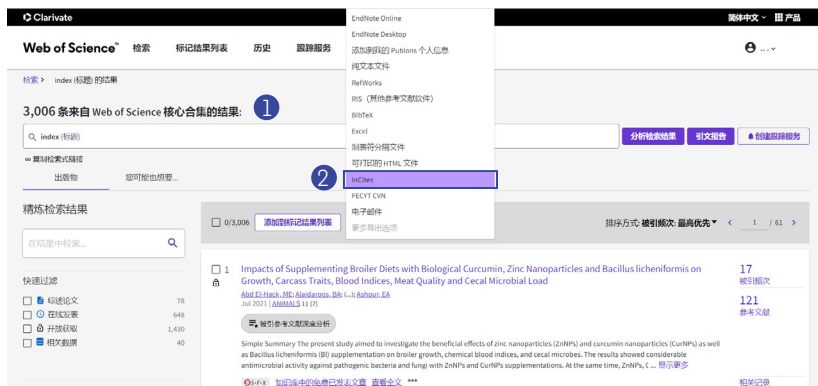 Clarivate
简体中文 产品
Web of Science™ 检索 标记结果列表 历史 跟踪服务
EndNote Online
EndNote Desktop
添加到我的 Publons 个人信息
纯文本文件
RefWorks
RIS（其他参考文献软件）
BibTeX
Excel
制表符分隔文件
可打印的 HTML 文件
InCites
FECYT CVN
电子邮件
更多导出选项
检索 > index (标题) 的结果
3,006 条来自 Web of Science 核心合集的结果:
1
2
index (标题)
分析检索结果 引文报告 创建跟踪服务
复制检索式链接
出版物 您可能也想要...
精炼检索结果
在结果中检索...
快速过滤
综述论文 78
在线发表 648
开放获取 1,430
相关数据 40
0/3,006 添加到标记结果列表 排序方式: 被引频次: 最高优先 < 1 / 61 >
1 Impacts of Supplementing Broiler Diets with Biological Curcumin, Zinc Nanoparticles and Bacillus licheniformis on
Growth, Carcass Traits, Blood Indices, Meat Quality and Cecal Microbial Load
Abd El-Hack, ME; Alaidaroos, BA; (...); Ashour, EA
Jul 2021 | ANIMALS 11 (7)
被引参考文献深度分析
Simple Summary The present study aimed to investigate the beneficial effects of zinc nanoparticles (ZnNPs) and curcumin nanoparticles (CurNPs) as well
as Bacillus licheniformis (Bl) supplementation on broiler growth, chemical blood indices, and cecal microbes. The results showed considerable
antimicrobial activity against pathogenic bacteria and fungi with ZnNPs and CurNPs supplementations. At the same time, ZnNPs, C ... 显示更多
S·F·X 知识库中的免费已发表文章 查看全文 •••
17
被引频次
121
参考文献
相关记录